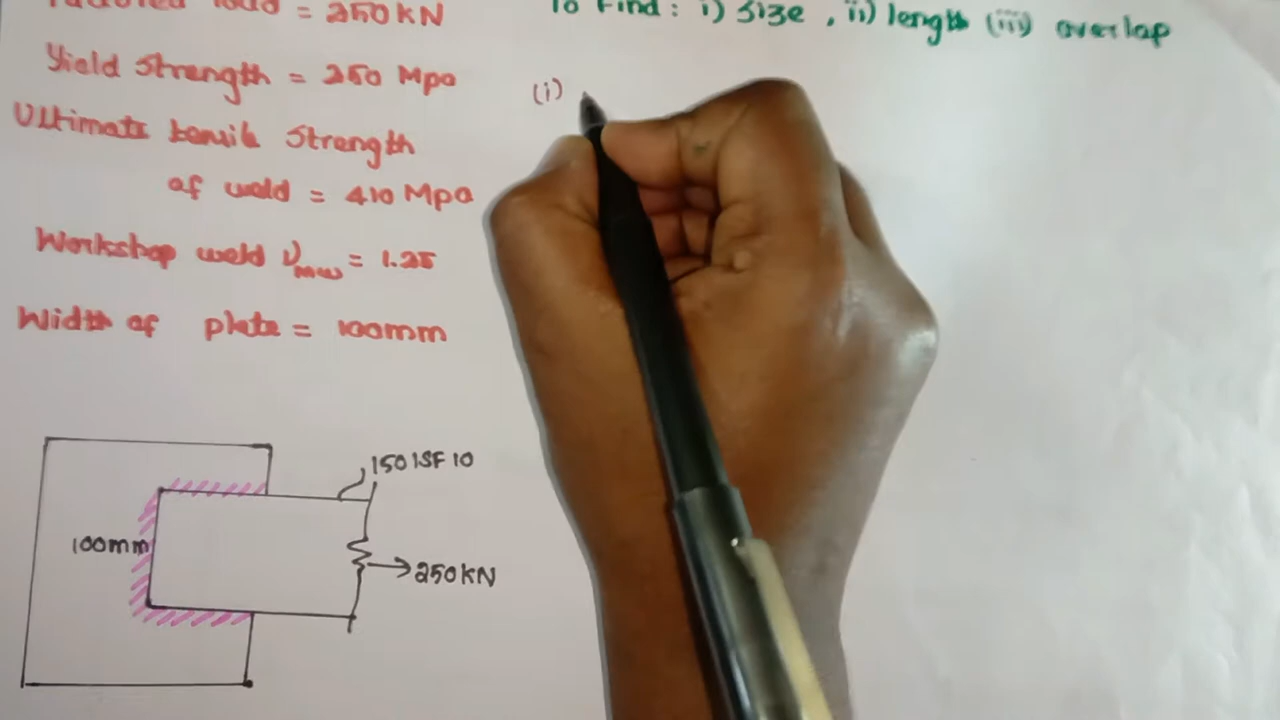 factored load = 250 KN
Yield Strength = 250 Mpa
Ultimate tensile Strength
of weld = 410 Mpa
Workshop weld γmw = 1.25
Width of plate = 100mm
To Find : i) Size , ii) length (iii) overlap
(i)
150 ISF 10
100mm
250KN